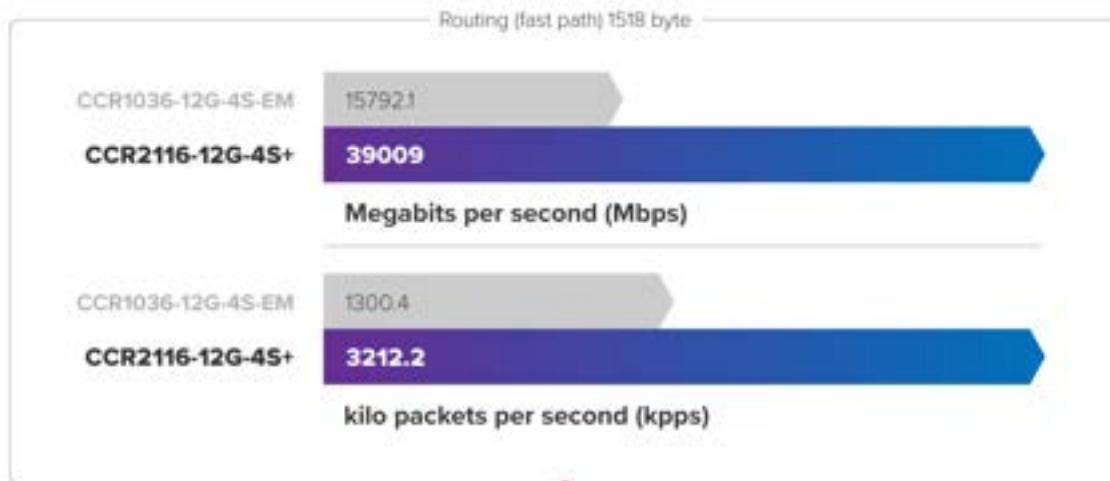 Routing (fast path) 1518 byte
CCR1036-12G-4S-EM 15792.1
CCR2116-12G-4S+ 39009
Megabits per second (Mbps)
CCR1036-12G-4S-EM 1300.4
CCR2116-12G-4S+ 3212.2
kilo packets per second (kpps)